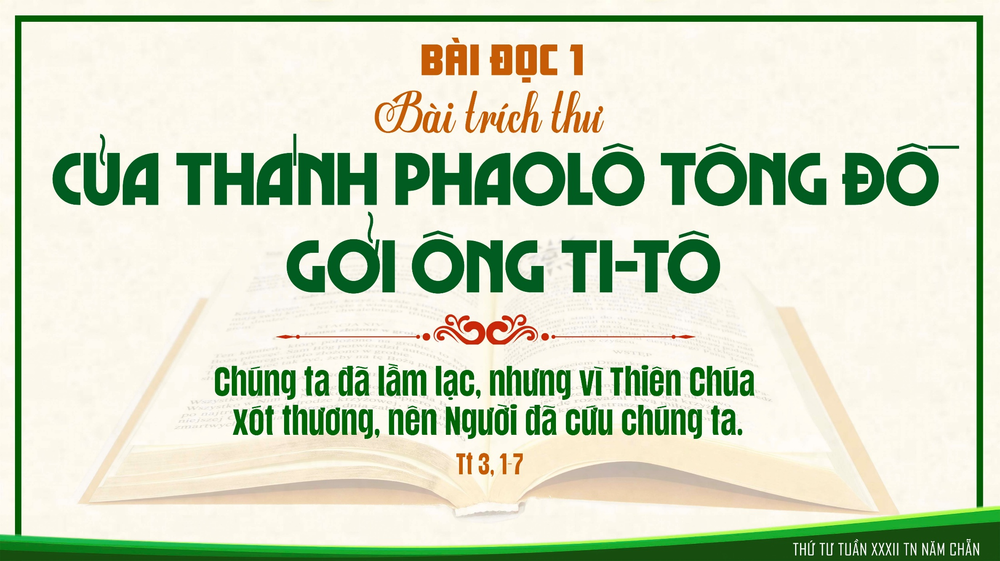 BÀI ĐỌC 1
Bài trích thư
CỦA THÁNH PHAOLÔ TÔNG ĐỒ
GỞI ÔNG TI-TÔ
Chúng ta đã lầm lạc, nhưng vì Thiên Chúa
xót thương, nên Người đã cứu chúng ta.
Tt 3, 1-7
THỨ TƯ TUẦN XXXII TN NĂM CHẴN